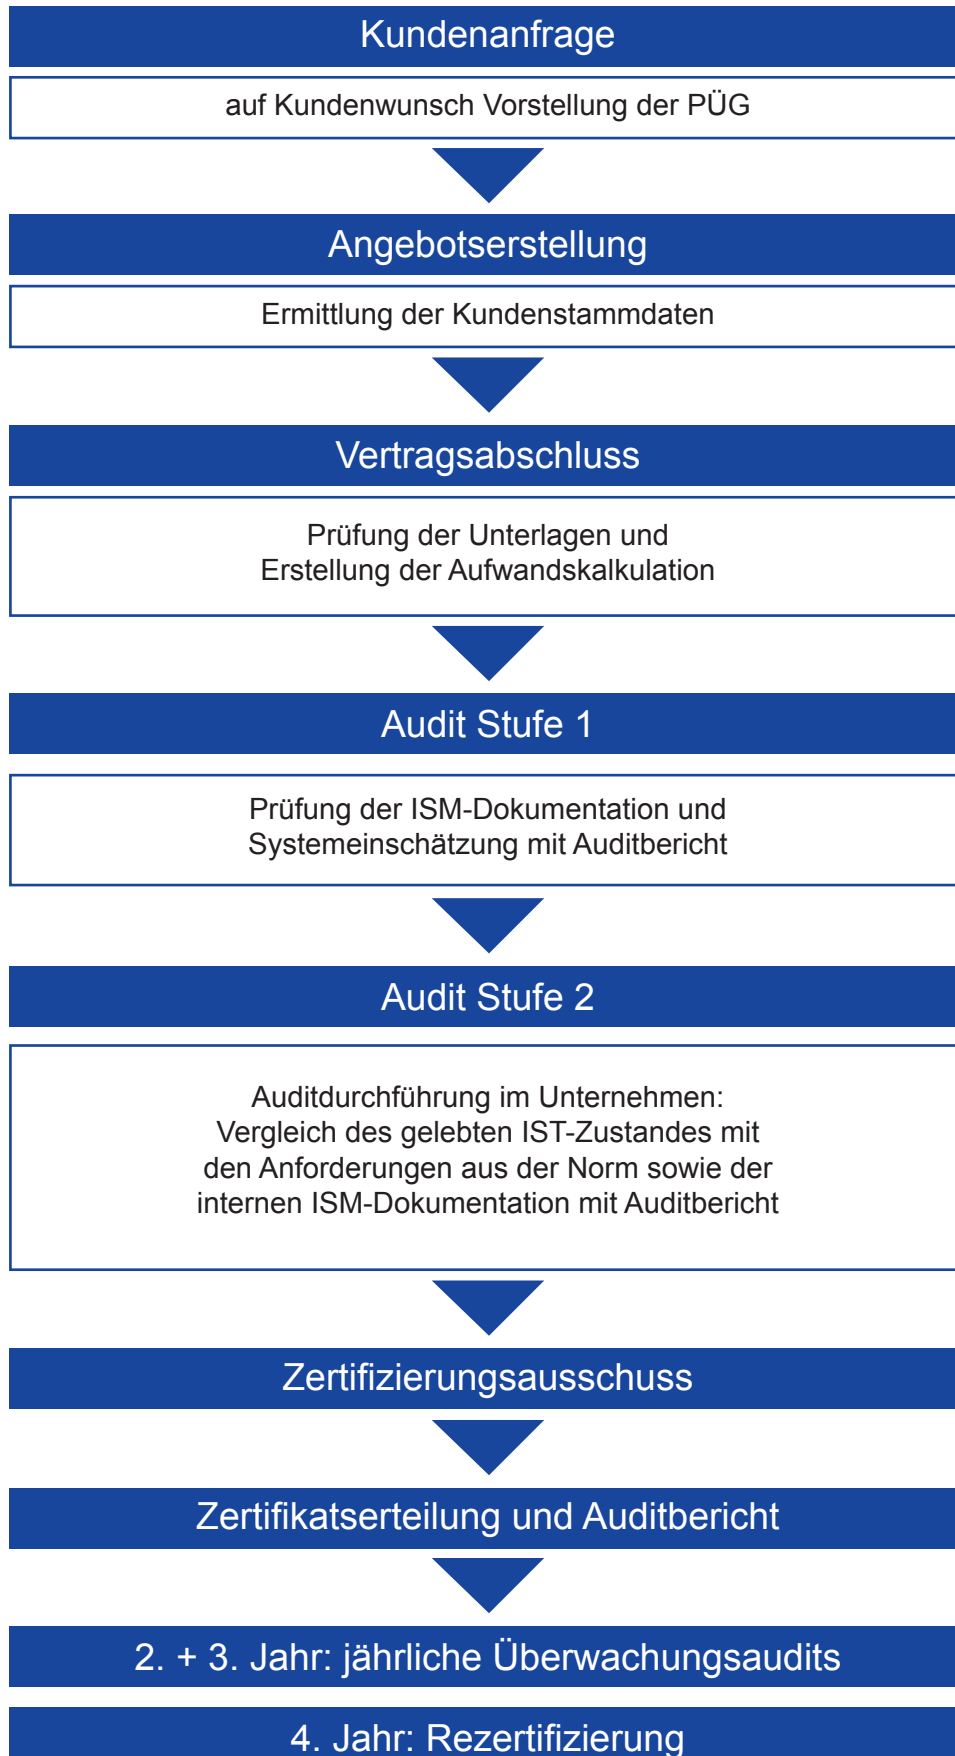 Kundenanfrage
auf Kundenwunsch Vorstellung der PÜG
Angebotserstellung
Ermittlung der Kundenstammdaten
Vertragsabschluss
Prüfung der Unterlagen und
Erstellung der Aufwandskalkulation
Audit Stufe 1
Prüfung der ISM-Dokumentation und
Systemeinschätzung mit Auditbericht
Audit Stufe 2
Auditdurchführung im Unternehmen:
Vergleich des gelebten IST-Zustandes mit
den Anforderungen aus der Norm sowie der
internen ISM-Dokumentation mit Auditbericht
Zertifizierungsausschuss
Zertifikatserteilung und Auditbericht
2. + 3. Jahr: jährliche Überwachungsaudits
4. Jahr: Rezertifizierung